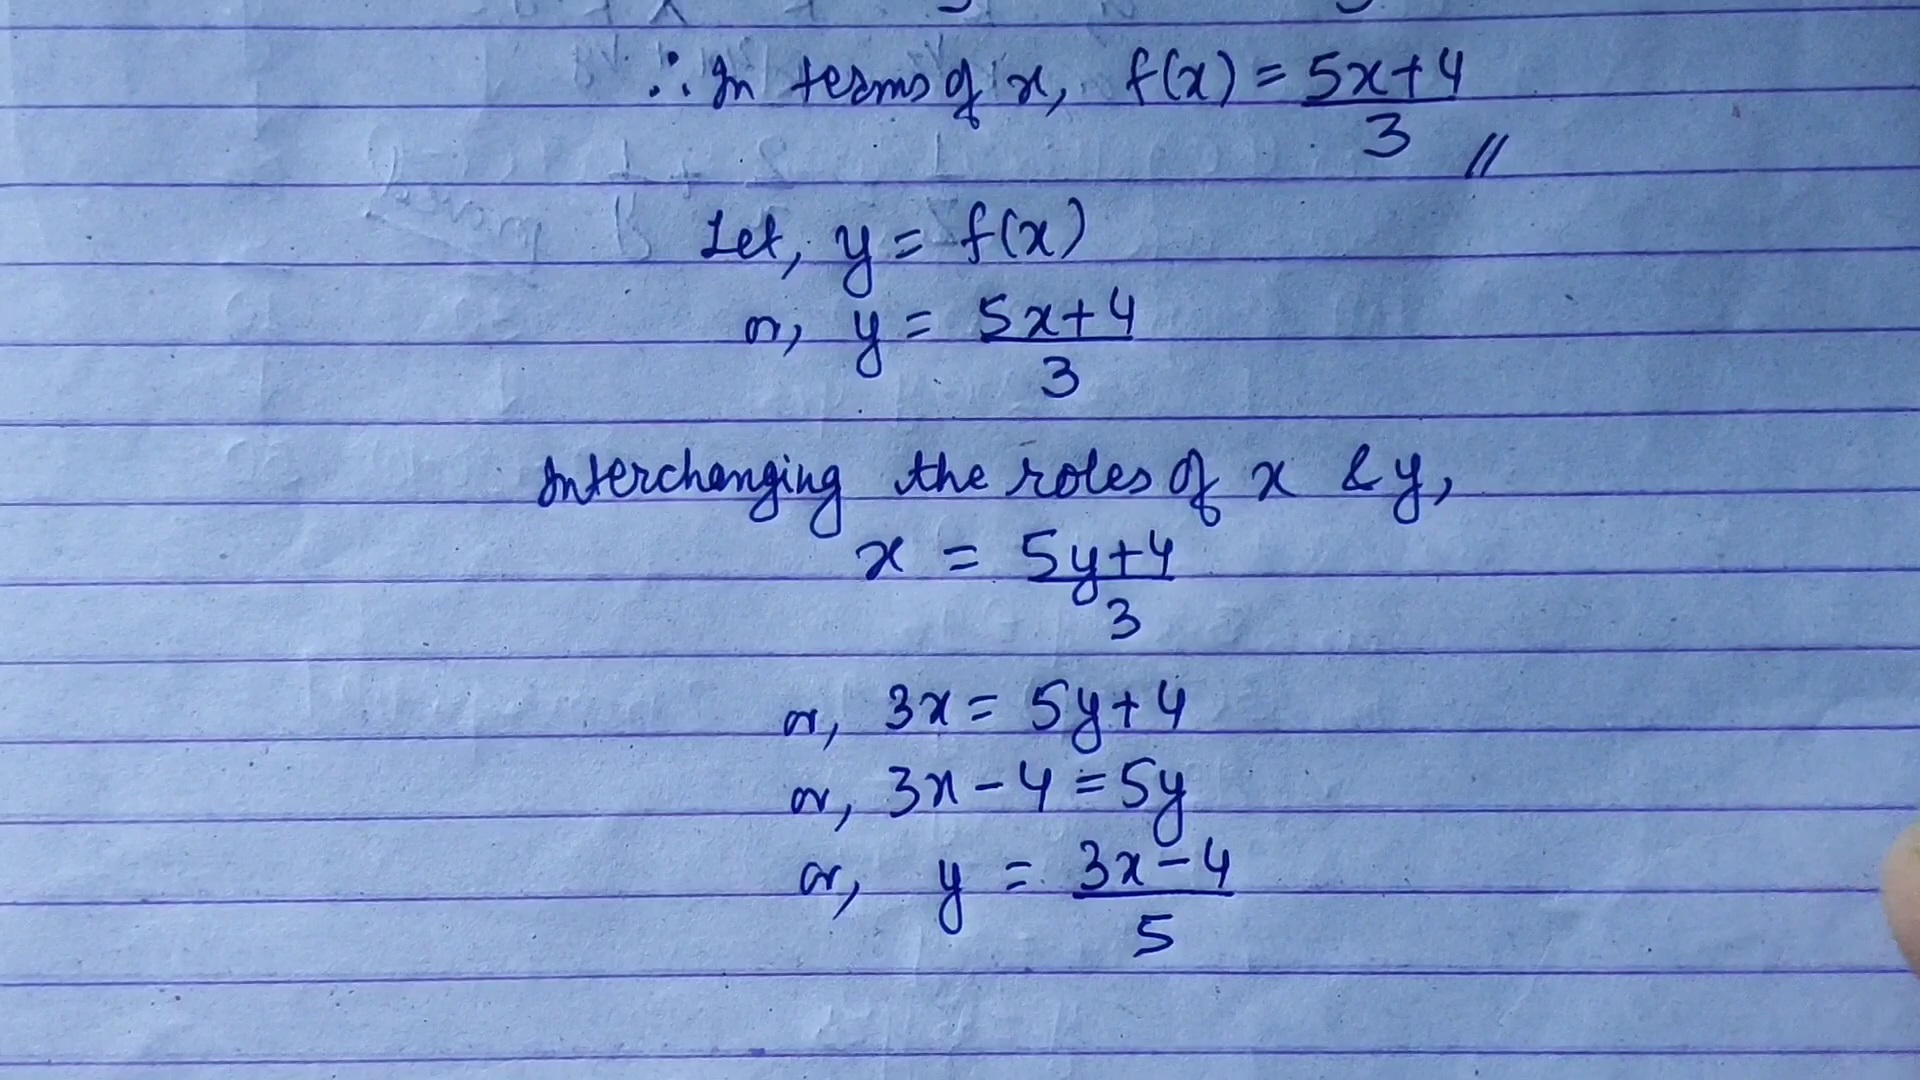 ∴ In terms of x, f(x) = 5x+4/3 //
Let, y = f(x)
or, y = 5x+4/3
Interchanging the roles of x & y,
x = 5y+4/3
or, 3x = 5y+4
or, 3x-4 = 5y
or, y = 3x-4/5